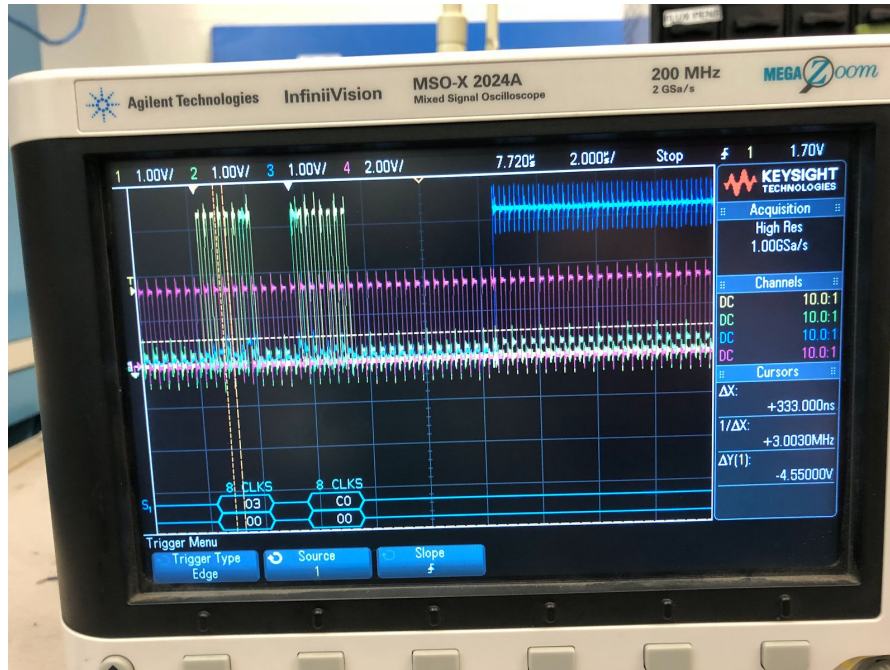 FLUX PENS
Agilent Technologies InfiniiVision MSO-X 2024A 200 MHz MEGA Zoom
Mixed Signal Oscilloscope 2 GSa/s
1 1.00V/ 2 1.00V/ 3 1.00V/ 4 2.00V/ 7.720µs 2.000µs/ Stop 1 1.70V
KEYSIGHT
TECHNOLOGIES
Acquisition
High Res
1.00GSa/s
Channels
DC 10.0:1
DC 10.0:1
DC 10.0:1
DC 10.0:1
Cursors
ΔX:
+333.000ns
1/ΔX:
+3.0030MHz
ΔY(1):
-4.55000V
T
8 CLKS 8 CLKS
S1 03 C0
00 00
Trigger Menu
Trigger Type Source Slope
Edge 1